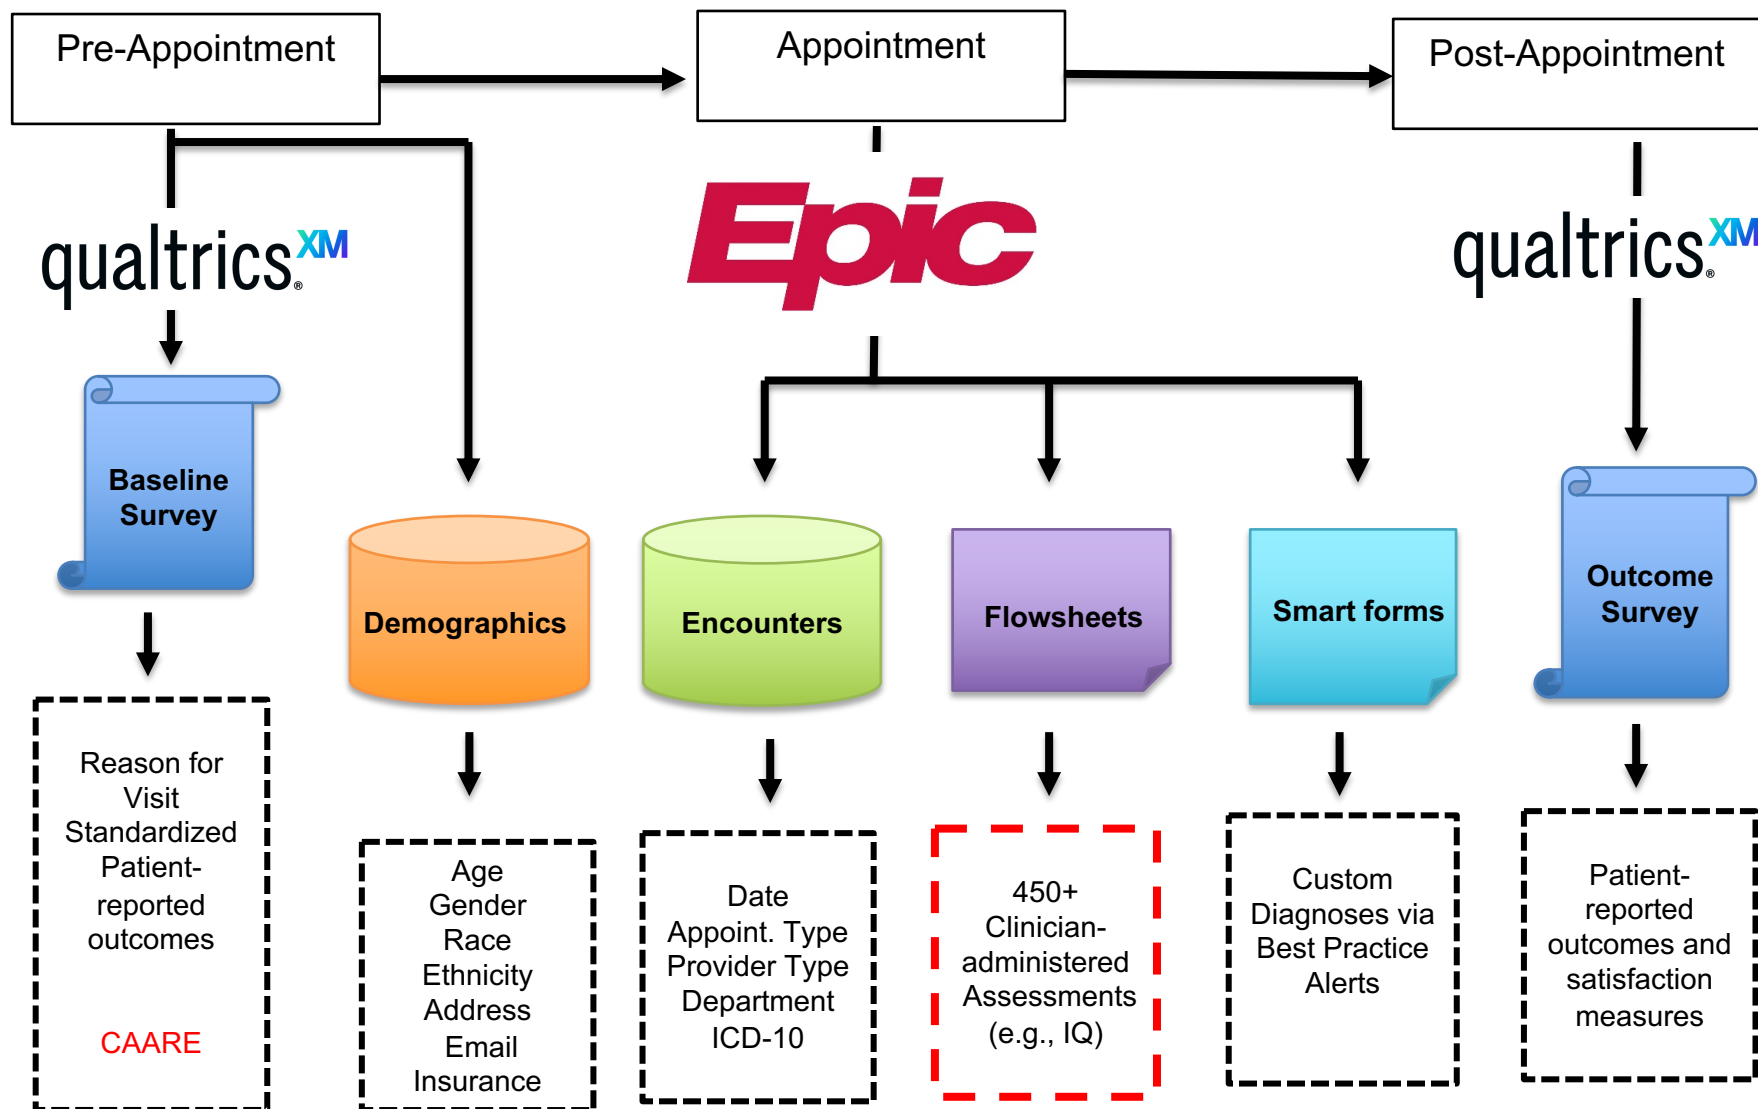 Pre-Appointment
Appointment
Post-Appointment
qualtrics.XM
®
Epic
qualtrics.XM
®
Baseline
Survey
Demographics
Encounters
Flowsheets
Smart forms
Outcome
Survey
Reason for
Visit
Standardized
Patient-
reported
outcomes
CAARE
Age
Gender
Race
Ethnicity
Address
Email
Insurance
Date
Appoint. Type
Provider Type
Department
ICD-10
450+
Clinician-
administered
Assessments
(e.g., IQ)
Custom
Diagnoses via
Best Practice
Alerts
Patient-
reported
outcomes and
satisfaction
measures